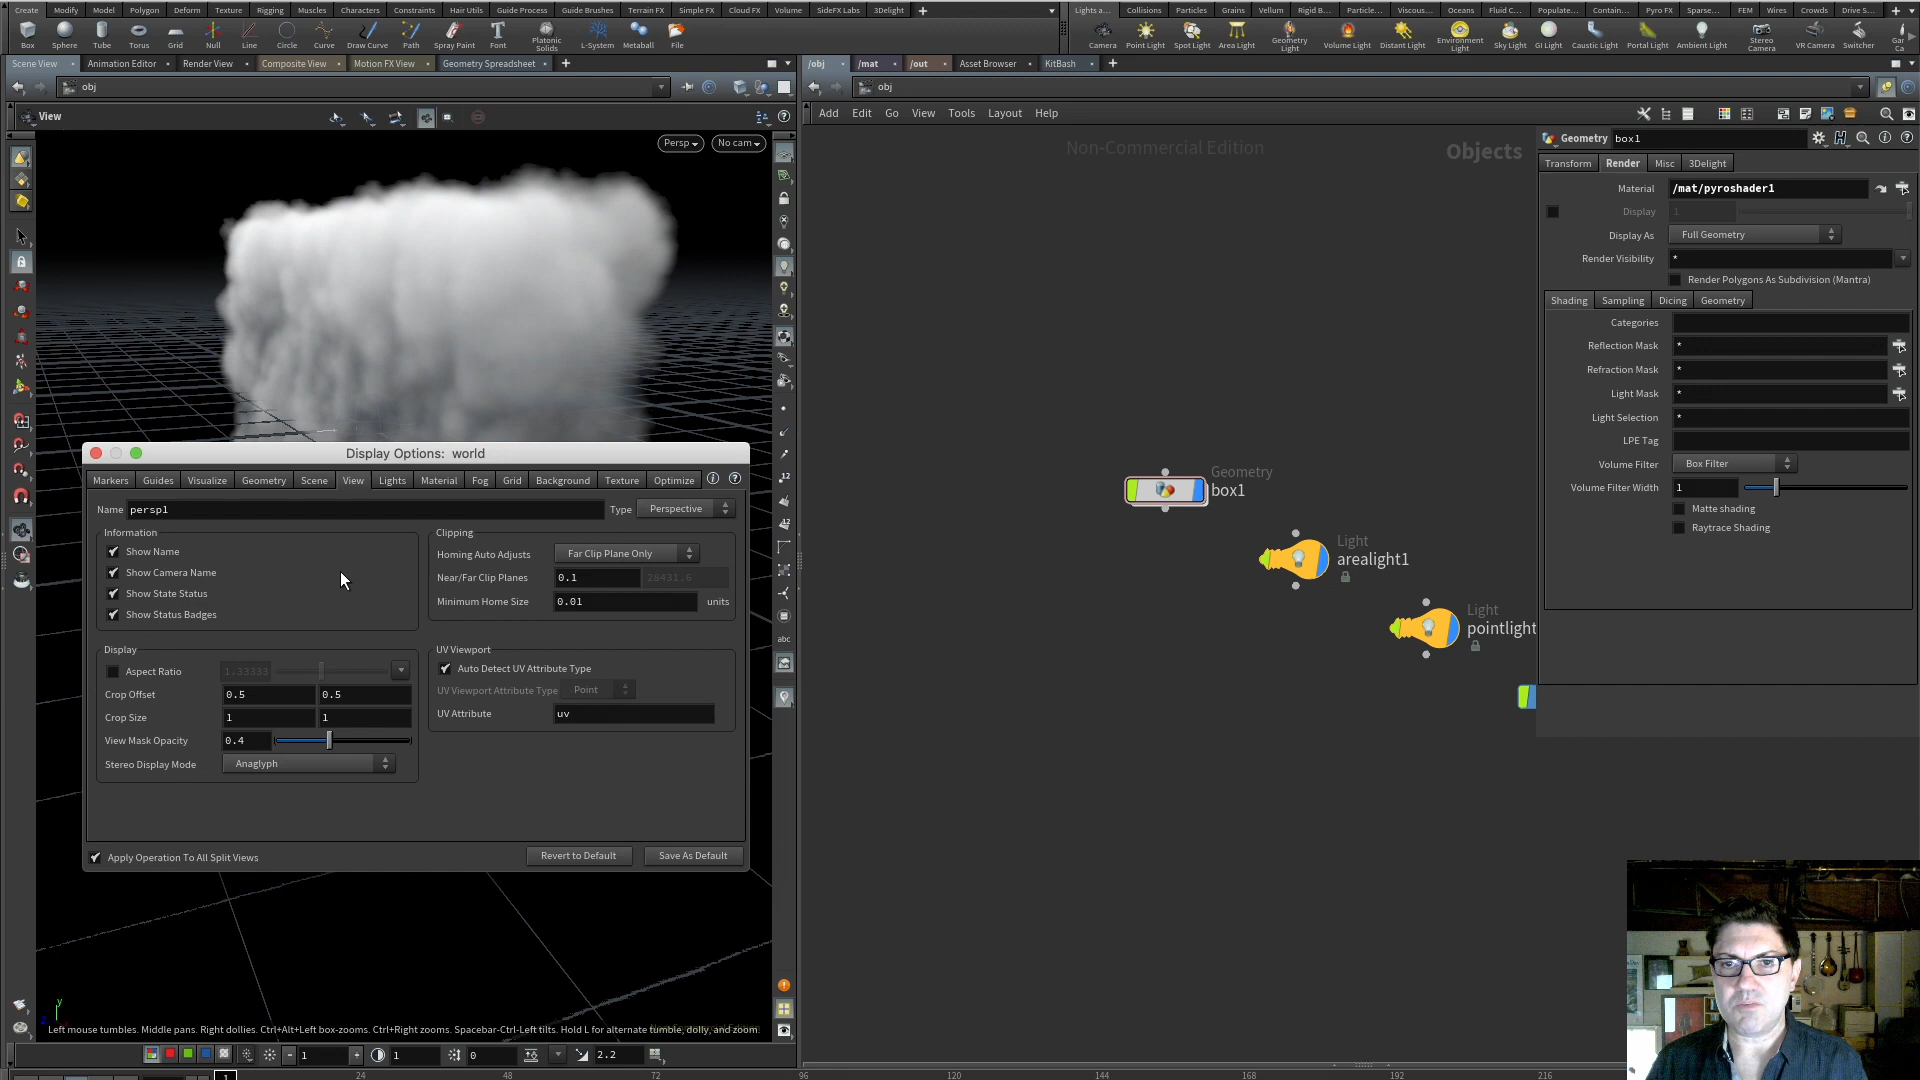 Create Modify Model Polygon Deform Texture Rigging Muscles Characters Constraints Hair Utils Guide Process Guide Brushes Terrain FX Simple FX Cloud FX Volume SideFX Labs 3Delight
Lights a... Collisions Particles Grains Vellum Rigid B... Particle... Viscous... Oceans Fluid C... Populate... Contain... Pyro FX Sparse... FEM Wires Crowds Drive S...
Box Sphere Tube Torus Grid Null Line Circle Curve Draw Curve Path Spray Paint Font Platonic Solids L-System Metaball File
Camera Point Light Spot Light Area Light Geometry Light Volume Light Distant Light Environment Light Sky Light GI Light Caustic Light Portal Light Ambient Light Stereo Camera VR Camera Switcher
Scene View Animation Editor Render View Composite View Motion FX View Geometry Spreadsheet
/obj /mat /out Asset Browser KitBash
obj
obj
View
Add Edit Go View Tools Layout Help
Persp No cam
Non-Commercial Edition
Objects
Geometry box1
Transform Render Misc 3Delight
Material /mat/pyroshader1
Display 1
Display As Full Geometry
Render Visibility *
Render Polygons As Subdivision (Mantra)
Shading Sampling Dicing Geometry
Categories
Reflection Mask *
Refraction Mask *
Light Mask *
Light Selection *
LPE Tag
Volume Filter Box Filter
Volume Filter Width 1
Matte shading
Raytrace Shading
Geometry
box1
Light
arealight1
Light
pointlight
Display Options: world
Markers Guides Visualize Geometry Scene View Lights Material Fog Grid Background Texture Optimize
Name persp1 Type Perspective
Information
Show Name
Show Camera Name
Show State Status
Show Status Badges
Clipping
Homing Auto Adjusts Far Clip Plane Only
Near/Far Clip Planes 0.1 28431.6
Minimum Home Size 0.01 units
Display
Aspect Ratio 1.33333
Crop Offset 0.5 0.5
Crop Size 1 1
View Mask Opacity 0.4
Stereo Display Mode Anaglyph
UV Viewport
Auto Detect UV Attribute Type
UV Viewport Attribute Type Point
UV Attribute uv
Apply Operation To All Split Views
Revert to Default Save As Default
abc
y
z
Left mouse tumbles. Middle pans. Right dollies. Ctrl+Alt+Left box-zooms. Ctrl+Right zooms. Spacebar-Ctrl-Left tilts. Hold L for alternate tumble, dolly, and zoom.
1 1 0 2.2
1 24 48 72 96 120 144 168 192 216